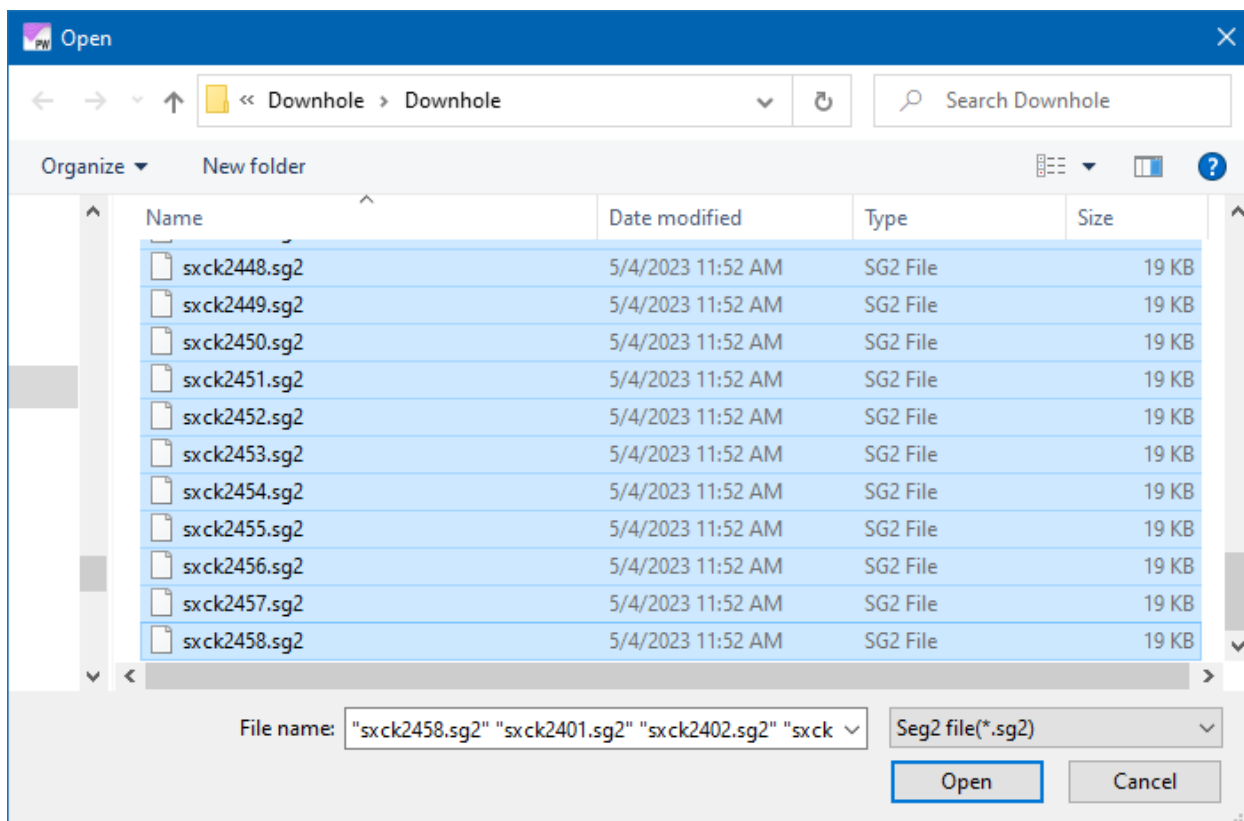 PW Open
« Downhole > Downhole Search Downhole
Organize New folder ?
Name Date modified Type Size
sxck2448.sg2 5/4/2023 11:52 AM SG2 File 19 KB
sxck2449.sg2 5/4/2023 11:52 AM SG2 File 19 KB
sxck2450.sg2 5/4/2023 11:52 AM SG2 File 19 KB
sxck2451.sg2 5/4/2023 11:52 AM SG2 File 19 KB
sxck2452.sg2 5/4/2023 11:52 AM SG2 File 19 KB
sxck2453.sg2 5/4/2023 11:52 AM SG2 File 19 KB
sxck2454.sg2 5/4/2023 11:52 AM SG2 File 19 KB
sxck2455.sg2 5/4/2023 11:52 AM SG2 File 19 KB
sxck2456.sg2 5/4/2023 11:52 AM SG2 File 19 KB
sxck2457.sg2 5/4/2023 11:52 AM SG2 File 19 KB
sxck2458.sg2 5/4/2023 11:52 AM SG2 File 19 KB
File name: "sxck2458.sg2" "sxck2401.sg2" "sxck2402.sg2" "sxck Seg2 file(*.sg2)
Open Cancel